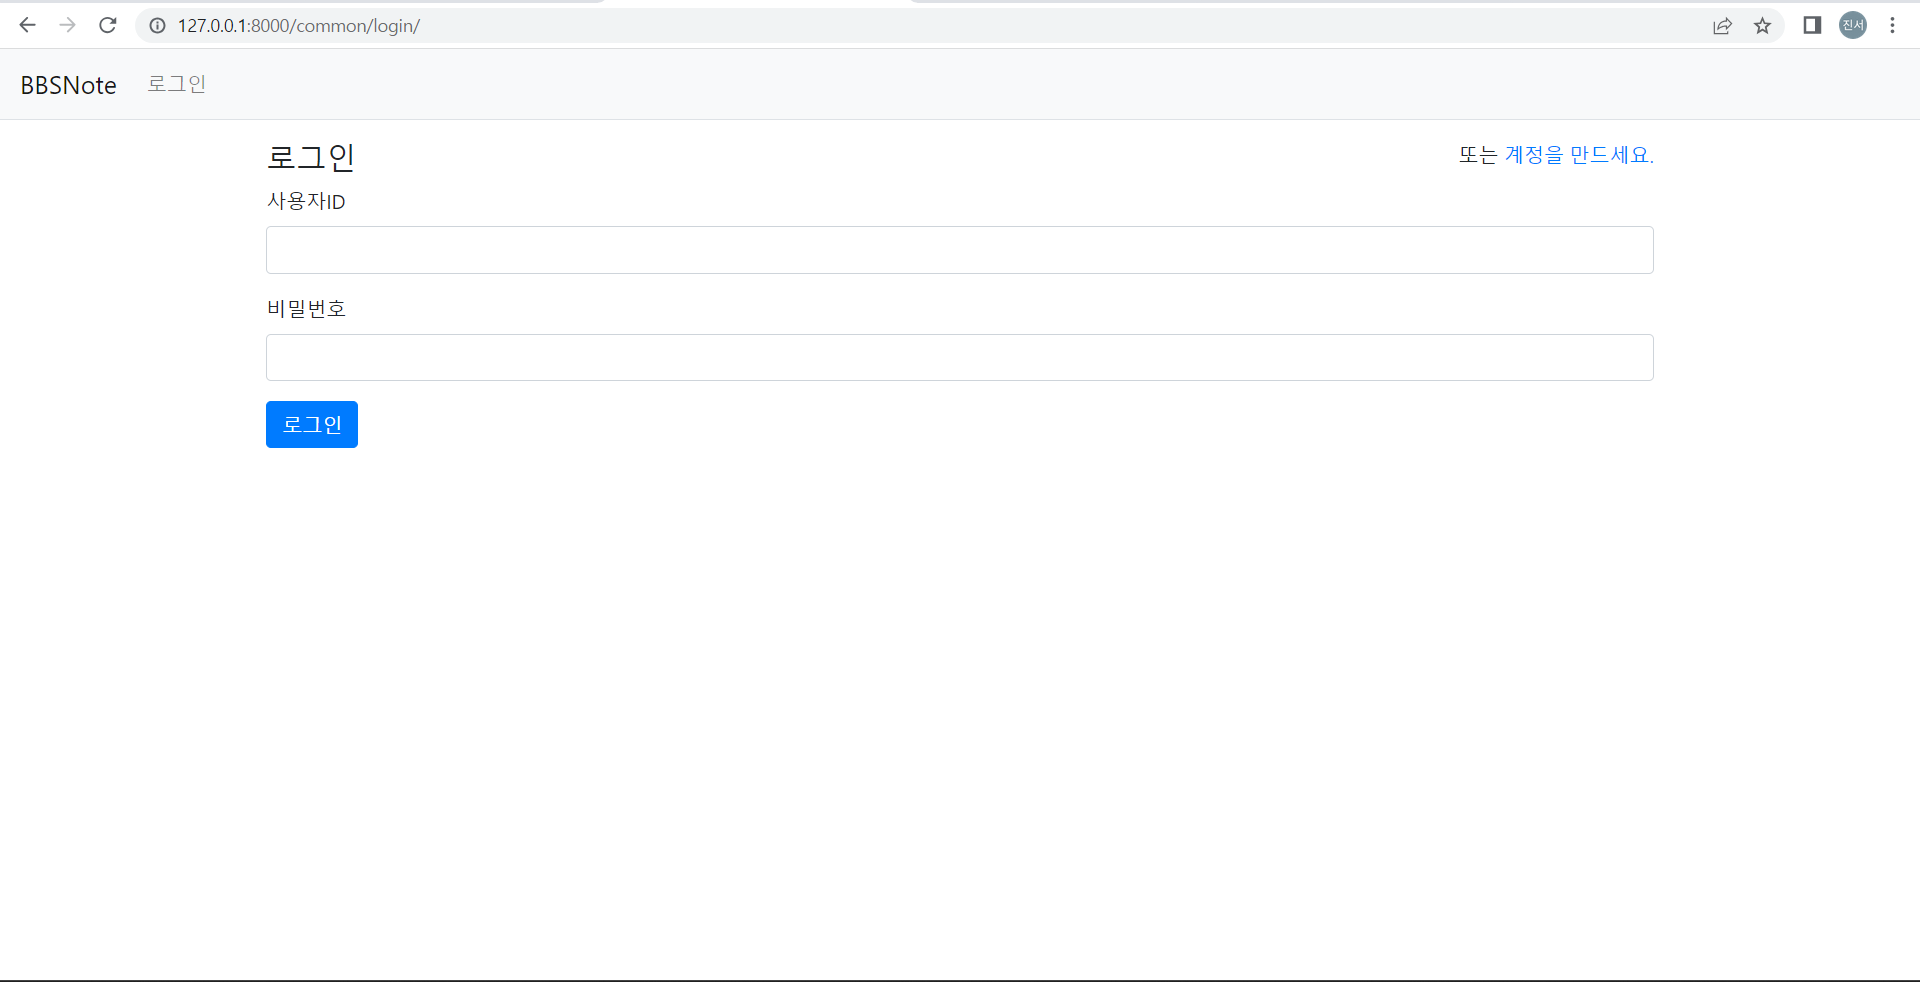 127.0.0.1:8000/common/login/
진서
BBSNote 로그인
로그인
또는 계정을 만드세요.
사용자ID
비밀번호
로그인